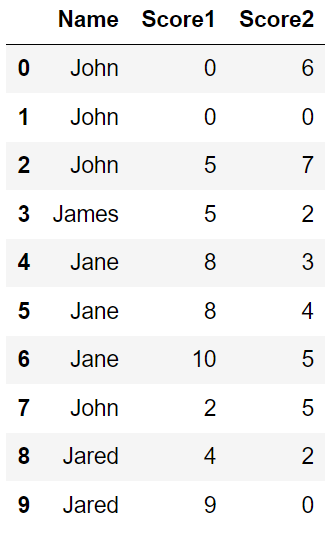 Name Score1 Score2
0 John 0 6
1 John 0 0
2 John 5 7
3 James 5 2
4 Jane 8 3
5 Jane 8 4
6 Jane 10 5
7 John 2 5
8 Jared 4 2
9 Jared 9 0